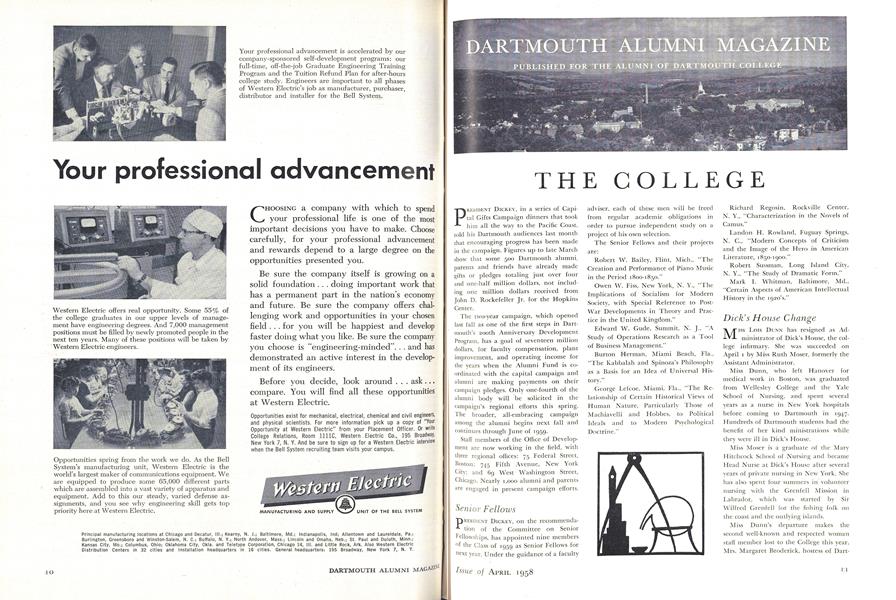 Your professional advancement is accelerated by our
company-sponsored self-development programs: our
full-time, off-the-job Graduate Engineering Training
Program and the Tuition Refund Plan for after-hours
college study. Engineers are important to all phases
of Western Electric's job as manufacturer, purchaser,
distributor and installer for the Bell System.
Your professional advancement
Western Electric offers real opportunity. Some 55% of
the college graduates in our upper levels of manage-
ment have engineering degrees. And 7,000 management
positions must be filled by newly promoted people in the
next ten years. Many of these positions will be taken by
Western Electric engineers.
Opportunities spring from the work we do. As the Bell
System's manufacturing unit, Western Electric is the
world's largest maker of communications equipment. We
are equipped to produce some 65,000 different parts
which are assembled into a vast variety of apparatus and
equipment. Add to this our steady, varied defense as-
signments, and you see why engineering skill gets top
priority here at Western Electric.
CHOOSING a company with which to spend
your professional life is one of the most
important decisions you have to make. Choose
carefully, for your professional advancement
and rewards depend to a large degree on the
opportunities presented you.
Be sure the company itself is growing on a
solid foundation . . . doing important work that
has a permanent part in the nation's economy
and future. Be sure the company offers chal-
lenging work and opportunities in your chosen
field . . . for you will be happiest and develop
faster doing what you like. Be sure the company
you choose is "engineering-minded" . . . and has
demonstrated an active interest in the develop-
ment of its engineers.
Before you decide, look around . . . ask . . .
compare. You will find all these opportunities
at Western Electric.
Opportunities exist for mechanical, electrical, chemical and civil engineers,
and physical scientists. For more information pick up a copy of "Your
Opportunity at Western Electric" from your Placement Officer. Or write
College Relations, Room 1111C, Western Electric Co., 195 Broadway,
New York 7, N. Y. And be sure to sign up for a Western Electric interview
when the Bell System recruiting team visits your campus.
Western Electric
MANUFACTURING AND SUPPLY UNIT OF THE BELL SYSTEM
Principal manufacturing locations at Chicago and Decatur, Ill.; Kearny, N. J.; Baltimore, Md.; Indianapolis, Ind; Allentown and Laureldale, Pa.;
Burlington, Greensboro and Winston-Salem, N. C.; Buffalo, N. Y., North Andover, Mass.; Lincoln and Omaha, Neb.; St. Paul and Duluth, Minn.;
Kansas City, Mo.; Columbus, Ohio; Oklahoma City, Okla. and Teletype Corporation, Chicago 14, Ill. and Little Rock, Ark. Also Western Electric
Distribution Centers in 32 cities and Installation headquarters in 16 cities. General headquarters: 195 Broadway, New York 7, N. Y.
10
DARTMOUTH ALUMNI MAGAZINE
DARTMOUTH ALUMNI MAGAZINE
PUBLISHED FOR THE ALUMNI OF DARTMOUTH COLLEGE
THE COLLEGE
PRESIDENT DICKEY, in a series of Capi-
tal Gifts Campaign dinners that took
him all the way to the Pacific Coast,
told his Dartmouth audiences last month
that encouraging progress has been made
in the campaign. Figures up to late March
show that some 500 Dartmouth alumni,
parents and friends have already made
gifts or pledges totaling just over four
and one-half million dollars, not includ-
ing one million dollars received from
John D. Rockefeller Jr. for the Hopkins
Center.
The two-year campaign, which opened
last fall as one of the first steps in Dart-
mouth's 200th Anniversary Development
Program, has a goal of seventeen million
dollars, for faculty compensation, plant
improvement, and operating income for
the years when the Alumni Fund is co-
ordinated with the capital campaign and
alumni are making payments on their
campaign pledges. Only one-fourth of the
alumni body will be solicited in the
campaign's regional efforts this spring.
The broader, all-embracing campaign
among the alumni begins next fall and
continues through June of 1959.
Staff members of the Office of Develop-
ment are now working in the field, with
three regional offices: 75 Federal Street,
Boston; 745 Fifth Avenue, New York
City; and 69 West Washington Street,
Chicago. Nearly 1,000 alumni and parents
are engaged in present campaign efforts.
Senior Fellows
PRESIDENT DICKEY, on the recommenda-
tion of the Committee on Senior
Fellowships, has appointed nine members
of the Class of 1959 as Senior Fellows for
next year. Under the guidance of a faculty
adviser, each of these men will be freed
from regular academic obligations in
order to pursue independent study on a
project of his own selection.
The Senior Fellows and their projects
are:
Robert W. Bailey, Flint, Mich., "The
Creation and Performance of Piano Music
in the Period 1800-1850."
Owen W. Fiss, New York, N. Y., "The
Implications of Socialism for Modern
Society, with Special Reference to Post-
War Developments in Theory and Prac-
tice in the United Kingdom."
Edward W. Gude, Summit, N. J., "A
Study of Operations Research as a Tool
of Business Management."
Burton Herman, Miami Beach, Fla.,
"The Kabbalah and Spinoza's Philosophy
as a Basis for an Idea of Universal His-
tory."
George Lefcoe, Miami, Fla., "The Re-
lationship of Certain Historical Views of
Human Nature, Particularly Those of
Machiavelli and Hobbes, to Political
Ideals and to Modern Psychological
Doctrine."
Richard Regosin, Rockville Center,
N. Y., "Characterization in the Novels of
Camus."
Landon H. Rowland, Fuguay Springs,
N. C., "Modern Concepts of Criticism
and the Image of the Hero in American
Literature, 1850-1900."
Robert Sussman, Long Island City,
N. Y., "The Study of Dramatic Form."
Mark I. Whitman, Baltimore, Md.,
"Certain Aspects of American Intellectual
History in the 1920's."
Dick's House Change
MISS LOIS DUNN has resigned as Ad-
ministrator of Dick's House, the col-
lege infirmary. She was succeeded on
April 1 by Miss Ruth Moser, formerly the
Assistant Administrator.
Miss Dunn, who left Hanover for
medical work in Boston, was graduated
from Wellesley College and the Yale
School of Nursing, and spent several
years as a nurse in New York hospitals
before coming to Dartmouth in 1947.
Hundreds of Dartmouth students had the
benefit of her kind ministrations while
they were ill in Dick's House.
Miss Moser is a graduate of the Mary
Hitchcock School of Nursing and became
Head Nurse at Dick's House after several
years of private nursing in New York. She
has also spent four summers in volunteer
nursing with the Grenfell Mission in
Labrador, which was started by Sir
Wilfred Grenfell for the fishing folk on
the coast and the outlying islands.
Miss Dunn's departure makes the
second well-known and respected woman
staff member lost to the College this year.
Mrs. Margaret Broderick, hostess of Dart-
Issue of APRIL 1958
11